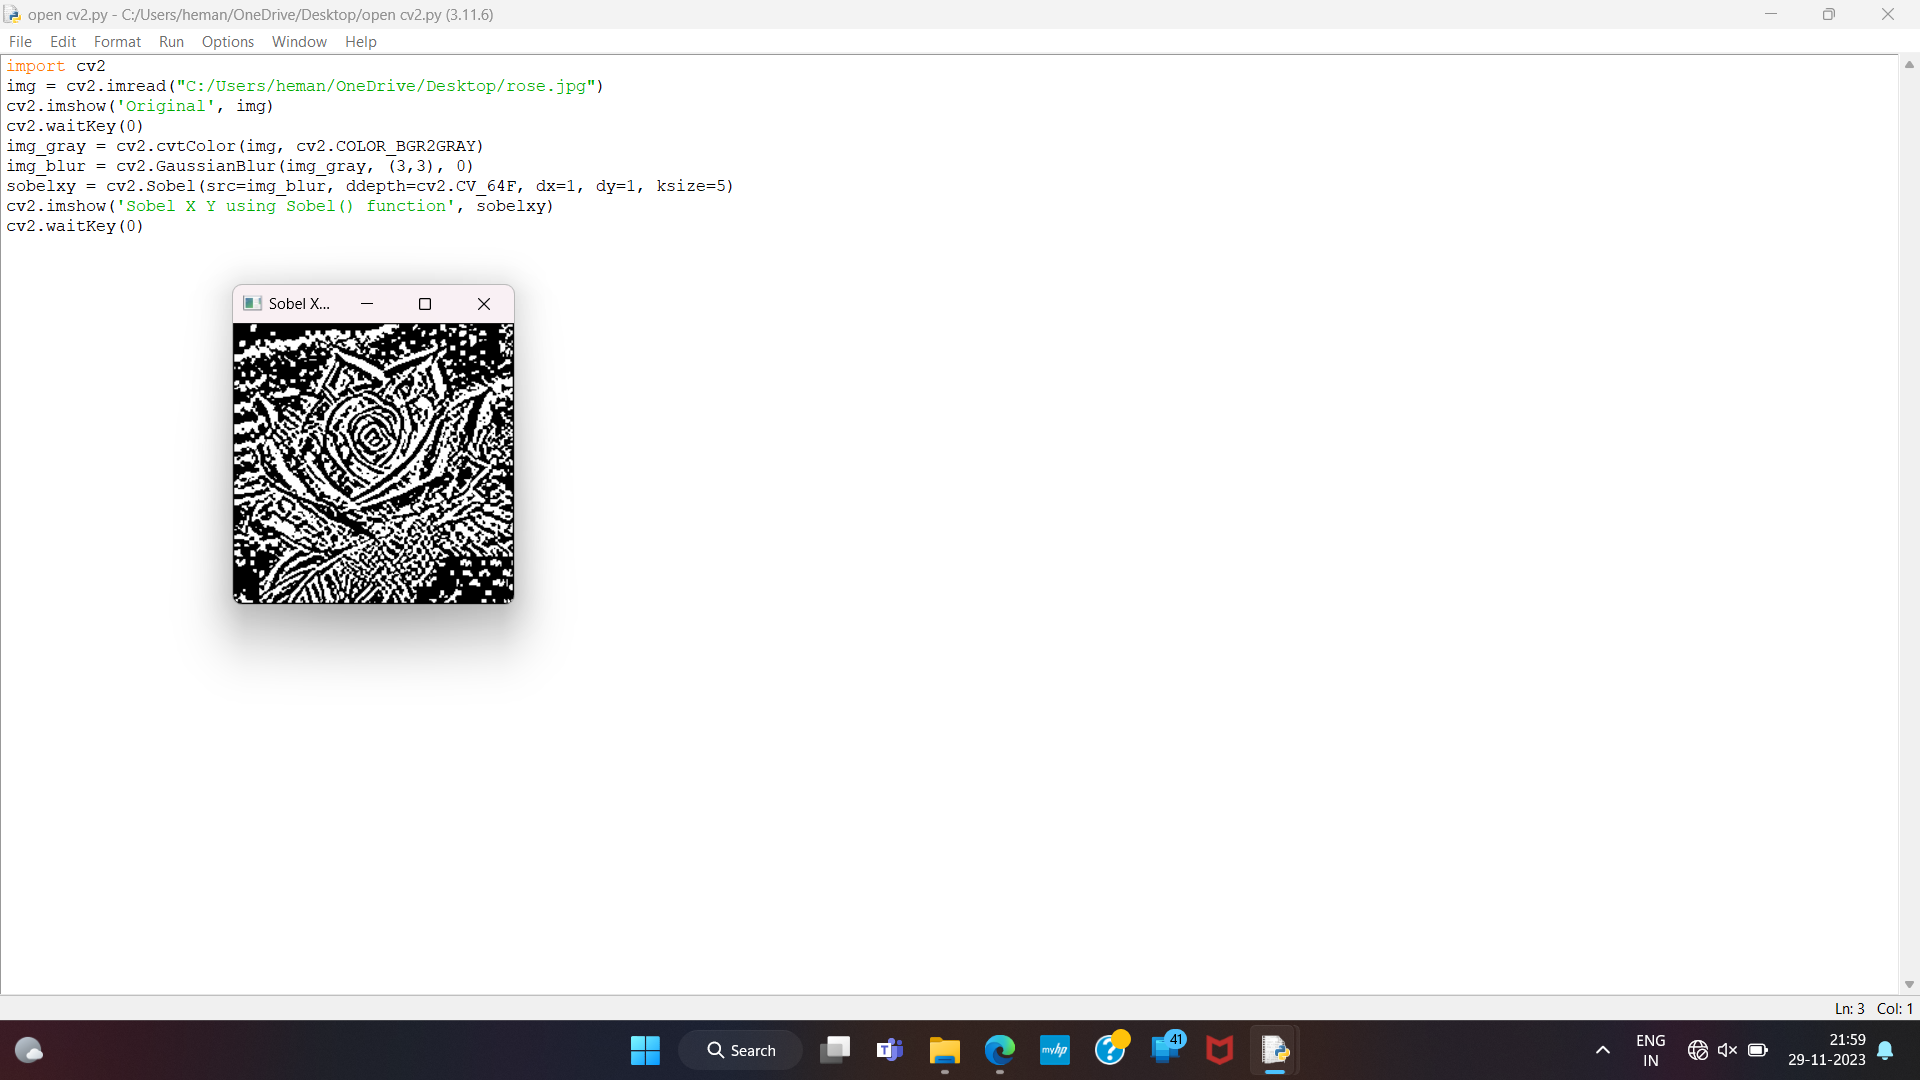 open cv2.py - C:/Users/heman/OneDrive/Desktop/open cv2.py (3.11.6)
File Edit Format Run Options Window Help
import cv2
img = cv2.imread("C:/Users/heman/OneDrive/Desktop/rose.jpg")
cv2.imshow('Original', img)
cv2.waitKey(0)
img_gray = cv2.cvtColor(img, cv2.COLOR_BGR2GRAY)
img_blur = cv2.GaussianBlur(img_gray, (3,3), 0)
sobelxy = cv2.Sobel(src=img_blur, ddepth=cv2.CV_64F, dx=1, dy=1, ksize=5)
cv2.imshow('Sobel X Y using Sobel() function', sobelxy)
cv2.waitKey(0)
Sobel X...
Ln: 3 Col: 1
Search
myhp
41
ENG
IN
21:59
29-11-2023